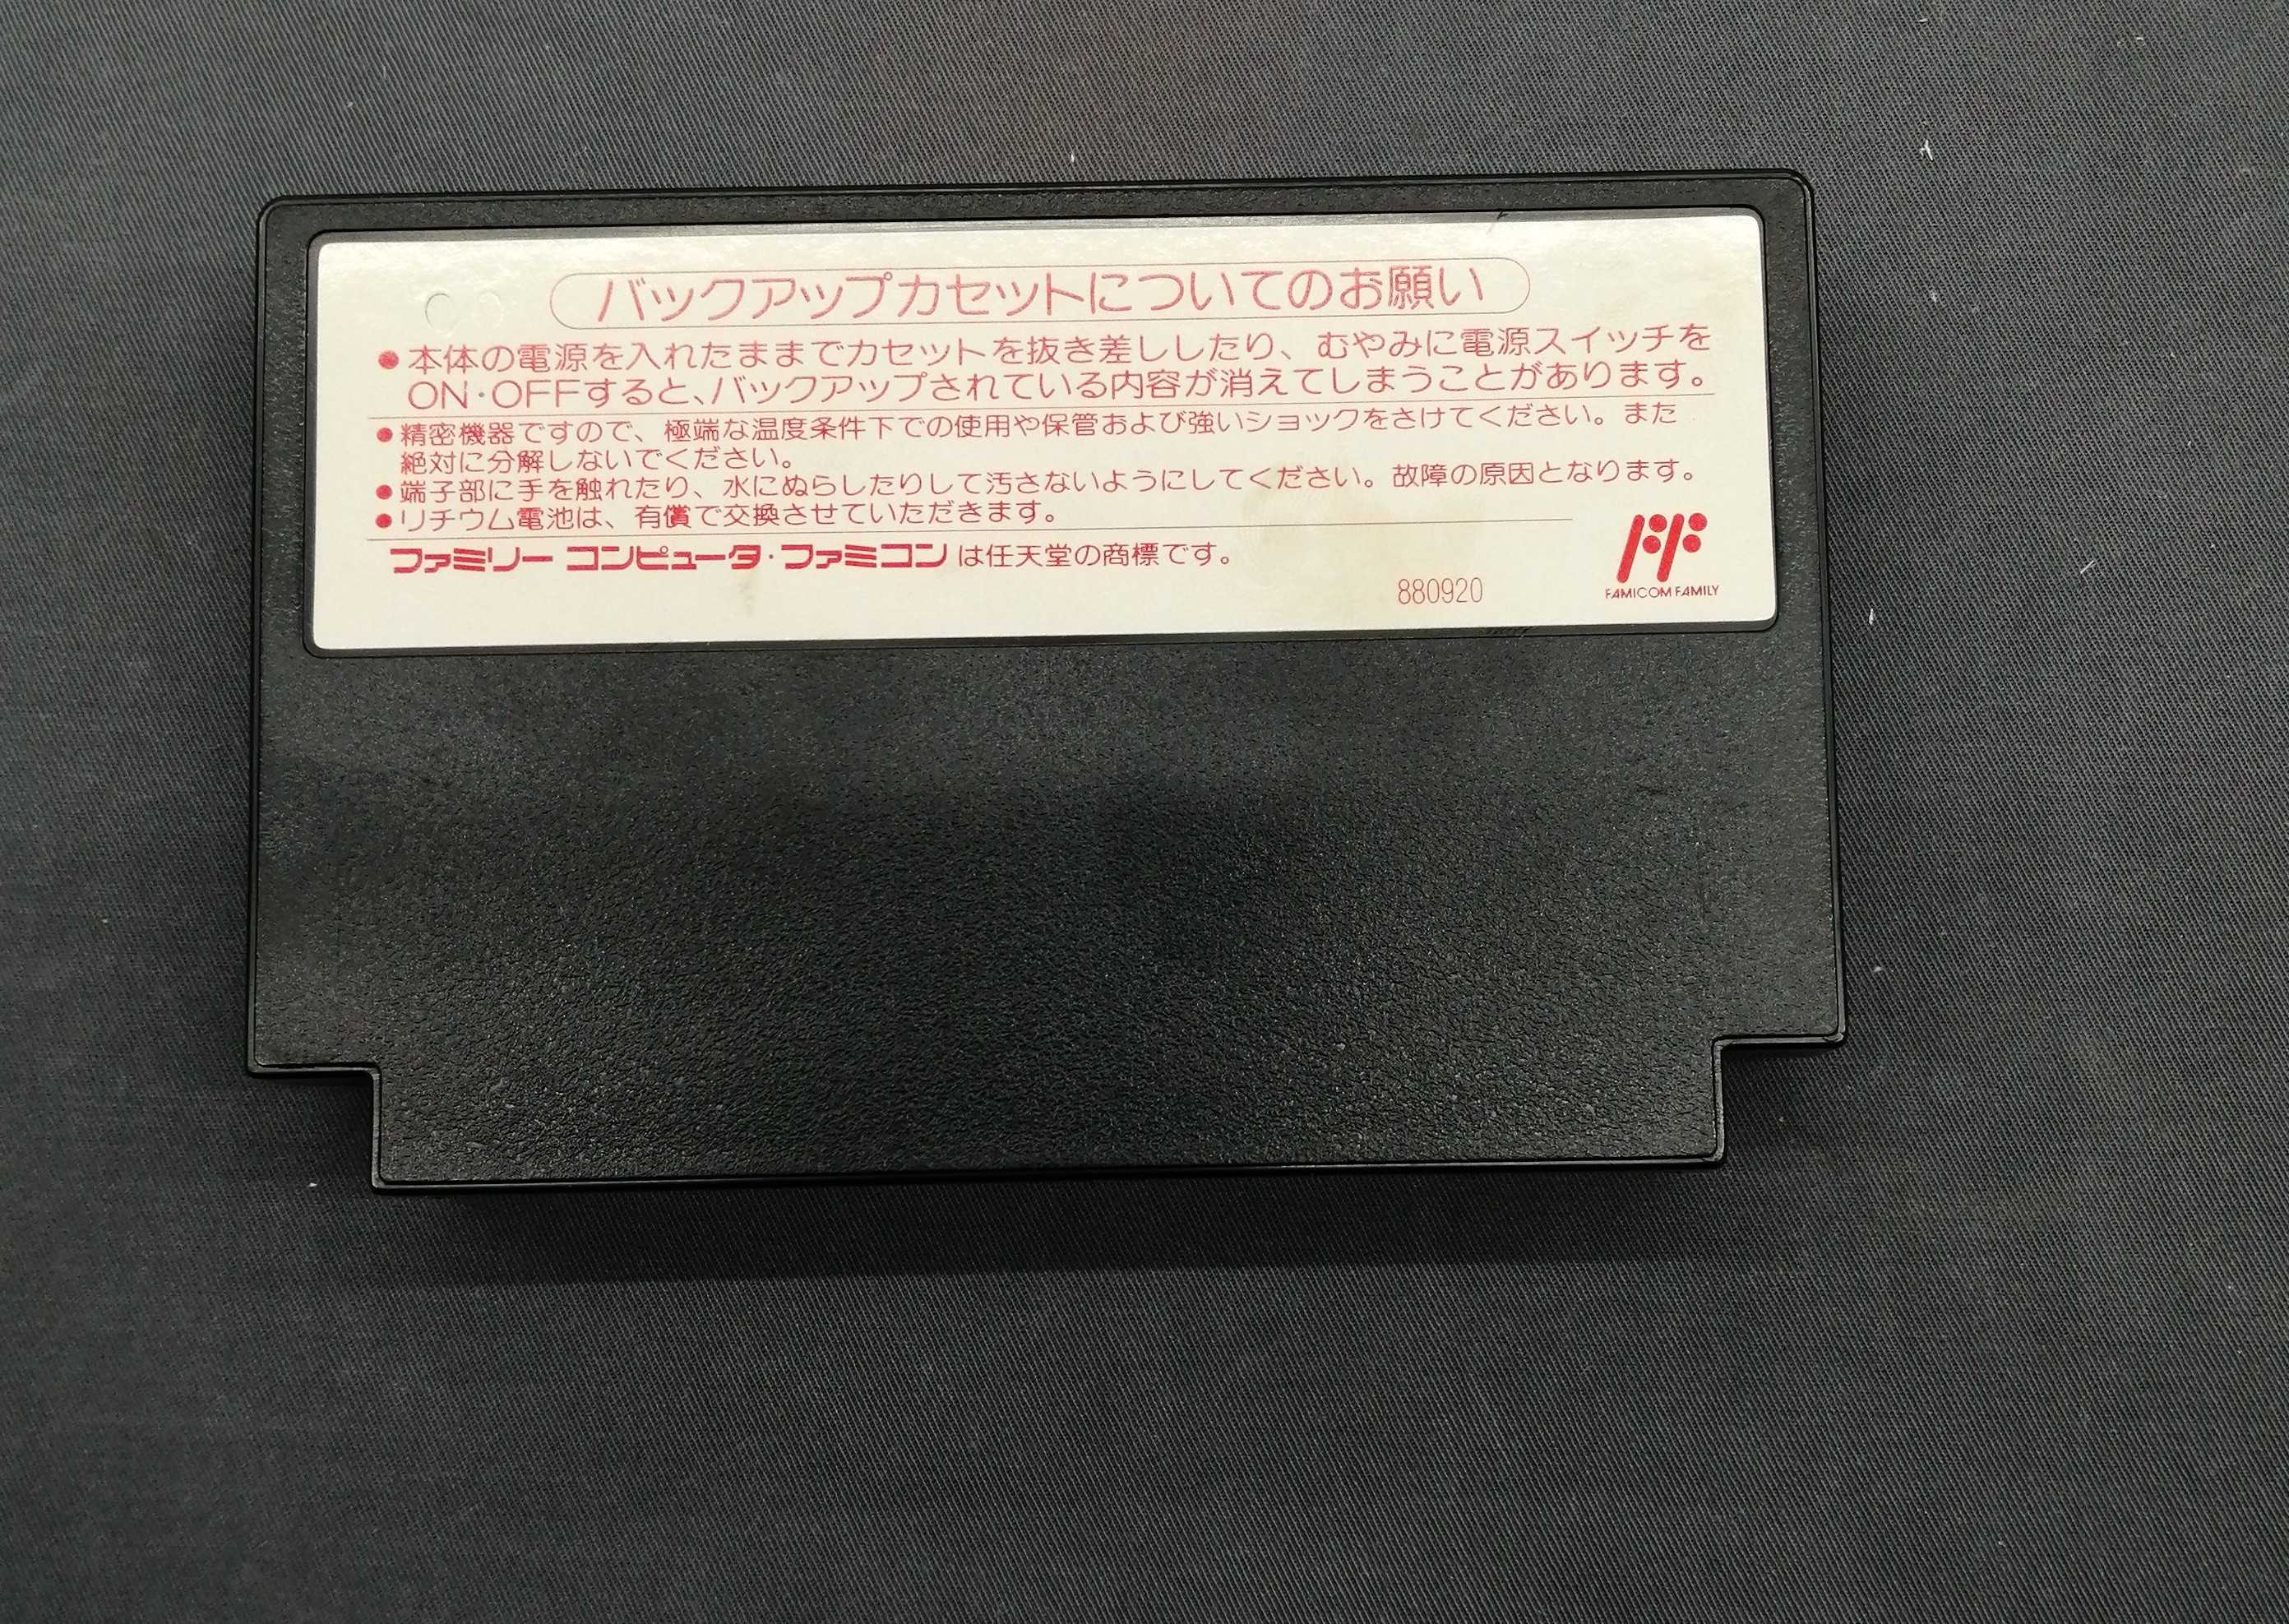 バックアップカセットについてのお願い
●本体の電源を入れたままでカセットを抜き差ししたり、むやみに電源スイッチを
ON·OFFすると、バックアップされている内容が消えてしまうことがあります。
●精密機器ですので、極端な温度条件下での使用や保管および強いショックをさけてください。また
絶対に分解しないでください。
●端子部に手を触れたり、水にぬらしたりして汚さないようにしてください。故障の原因となります。
●リチウム電池は、有償で交換させていただきます。
ファミリー コンピュータ·ファミコンは任天堂の商標です。
880920
FAMICOM FAMILY